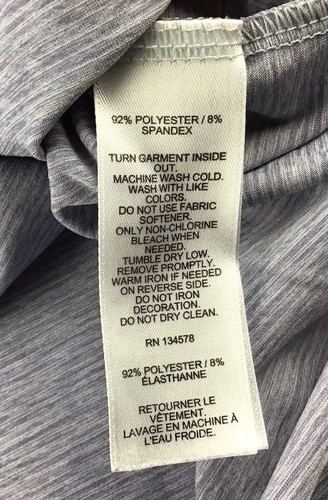 92% POLYESTER / 8%
SPANDEX
TURN GARMENT INSIDE
OUT.
MACHINE WASH COLD.
WASH WITH LIKE
COLORS.
DO NOT USE FABRIC
SOFTENER.
ONLY NON-CHLORINE
BLEACH WHEN
NEEDED.
TUMBLE DRY LOW.
REMOVE PROMPTLY.
WARM IRON IF NEEDED
ON REVERSE SIDE.
DO NOT IRON
DECORATION.
DO NOT DRY CLEAN.
RN 134578
92% POLYESTER / 8%
ÉLASTHANNE
RETOURNER LE
VÊTEMENT.
LAVAGE EN MACHINE À
L'EAU FROIDE.